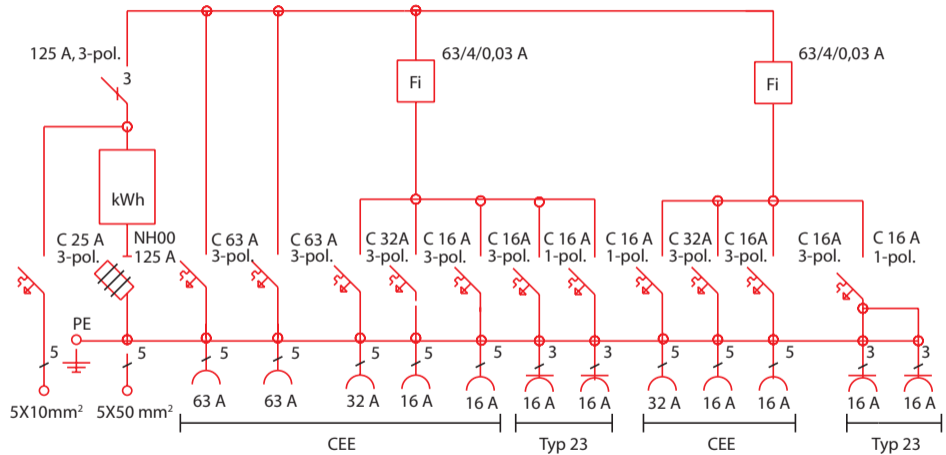 125 A, 3-pol.
3
63/4/0,03 A
63/4/0,03 A
Fi
Fi
kWh
C 25 A
3-pol.
NH00
125 A
C 63 A
3-pol.
C 63 A
3-pol.
C 32A
3-pol.
C 16 A
3-pol.
C 16A
3-pol.
C 16 A
1-pol.
C 16 A
1-pol.
C 32A
3-pol.
C 16A
3-pol.
C 16A
3-pol.
C 16 A
1-pol.
PE
5
5
5
5
5
5
5
3
3
5
5
5
3
3
5X10mm²
5X50 mm²
63 A
63 A
32 A
16 A
16 A
16 A
16 A
32 A
16 A
16 A
16 A
16 A
CEE
Typ 23
CEE
Typ 23